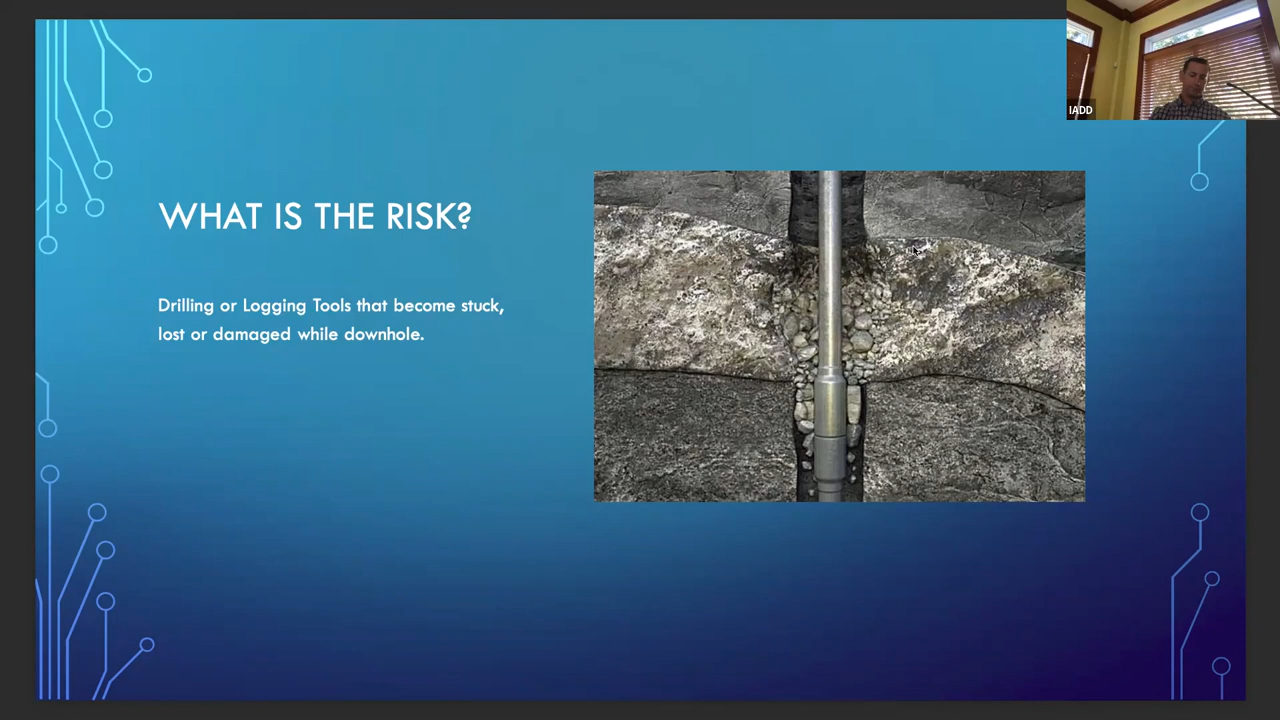 IADD
WHAT IS THE RISK?
Drilling or Logging Tools that become stuck,
lost or damaged while downhole.